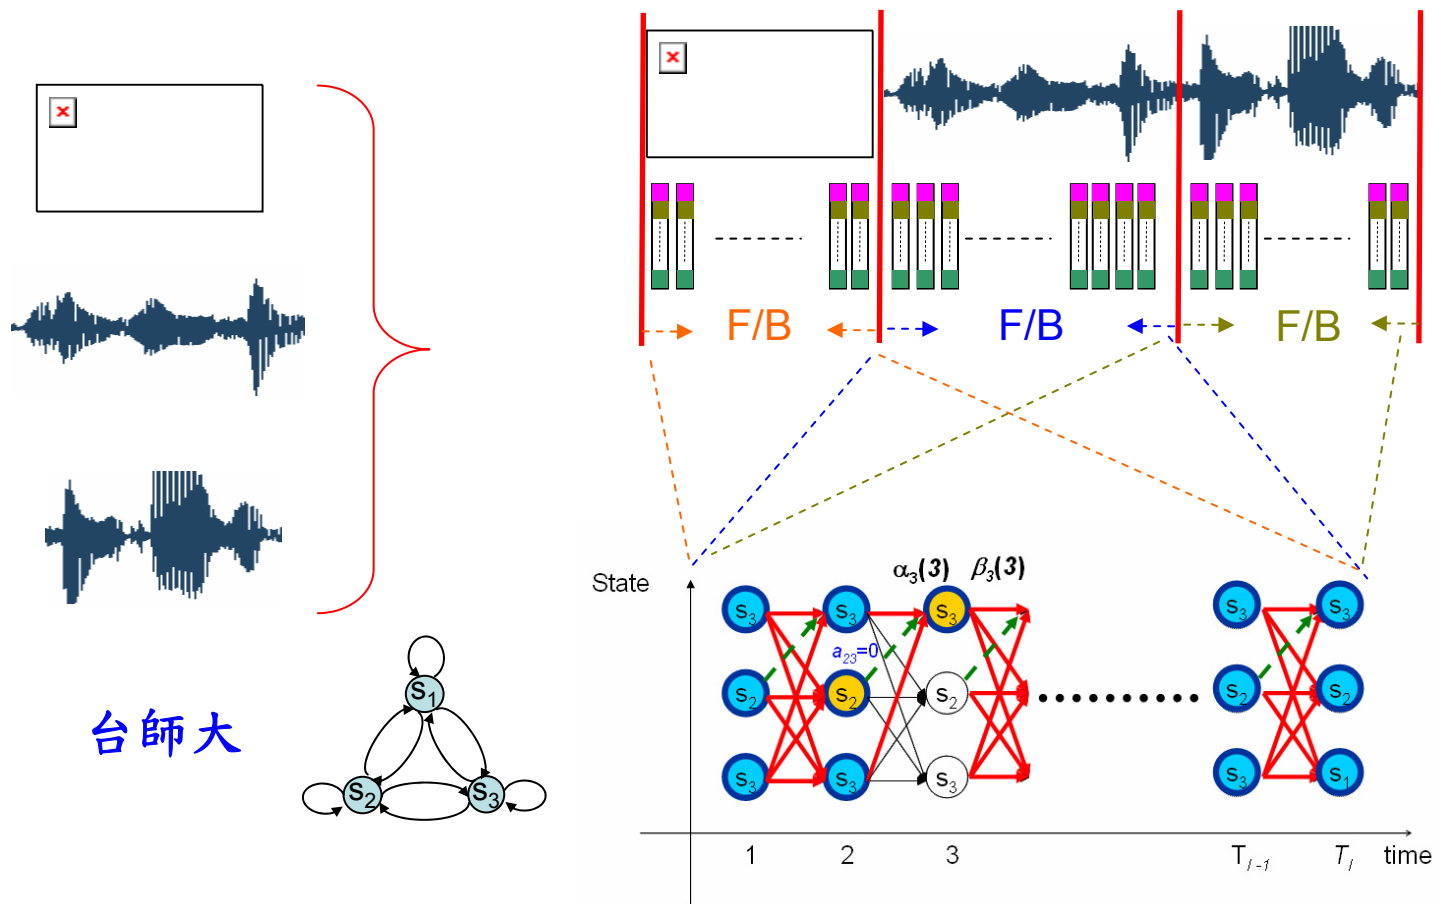 F/B F/B F/B
State
α3(3) β3(3)
s3 s3 s3 s3 s3
a23=0
s2 s2 s2 s2 s2
s3 s3 s3 s3 s1
1 2 3 Tl-1 Tl time
台師大
s1
s2 s3